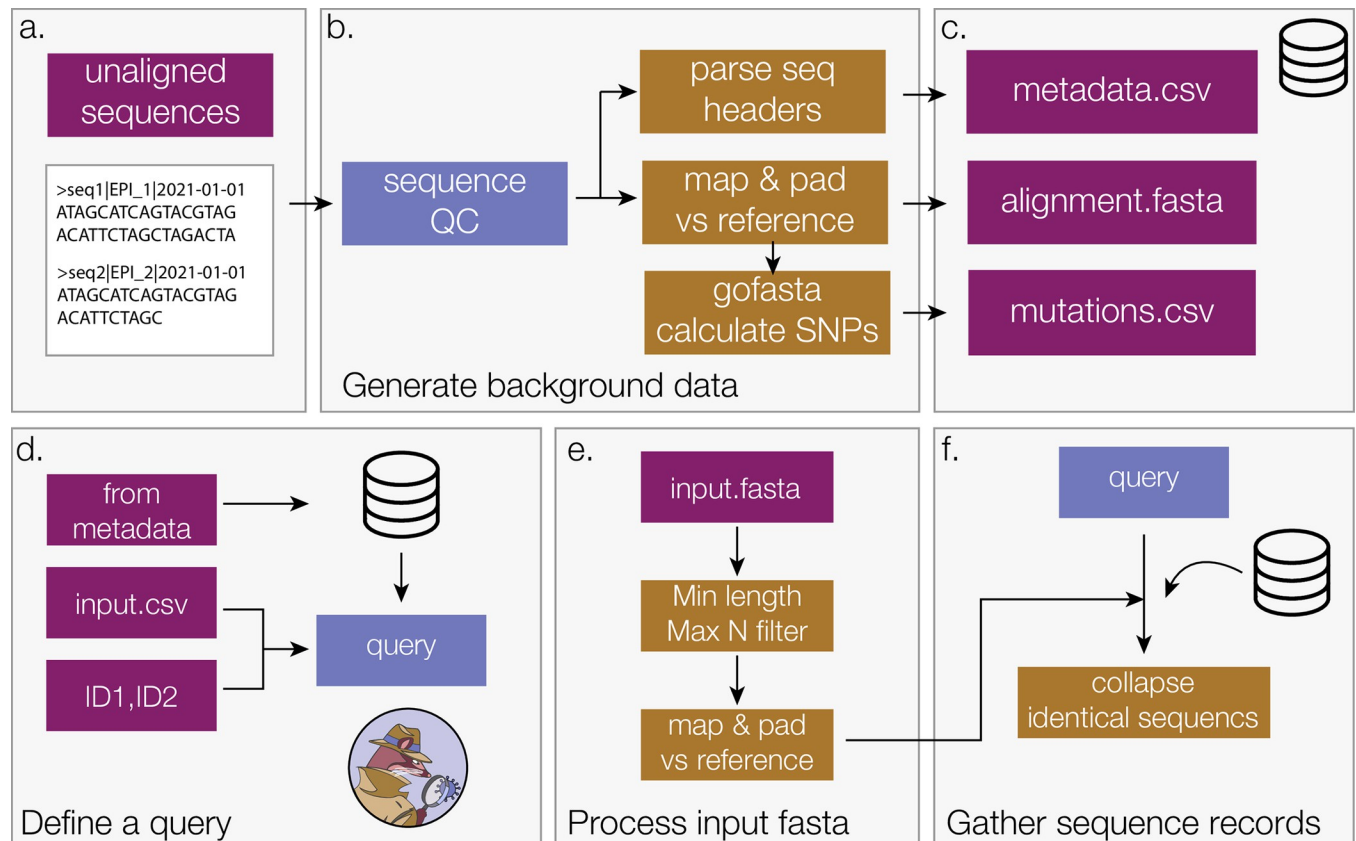 a.
unaligned
sequences
>seq1|EPI_1|2021-01-01
ATAGCATCAGTACGTAG
ACATTCTAGCTAGACTA
>seq2|EPI_2|2021-01-01
ATAGCATCAGTACGTAG
ACATTCTAGC
b.
sequence
QC
parse seq
headers
map & pad
vs reference
gofasta
calculate SNPs
Generate background data
c.
metadata.csv
alignment.fasta
mutations.csv
d.
from
metadata
input.csv
ID1,ID2
query
Define a query
e.
input.fasta
Min length
Max N filter
map & pad
vs reference
Process input fasta
f.
query
collapse
identical sequencs
Gather sequence records